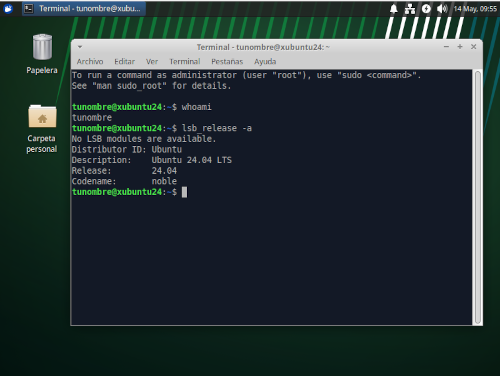 Terminal - tunombre@xubu...
14 May, 09:55
Papelera
Carpeta
personal
Terminal - tunombre@xubuntu24: ~
Archivo Editar Ver Terminal Pestañas Ayuda
To run a command as administrator (user "root"), use "sudo <command>".
See "man sudo_root" for details.
tunombre@xubuntu24:~$ whoami
tunombre
tunombre@xubuntu24:~$ lsb_release -a
No LSB modules are available.
Distributor ID: Ubuntu
Description: Ubuntu 24.04 LTS
Release: 24.04
Codename: noble
tunombre@xubuntu24:~$